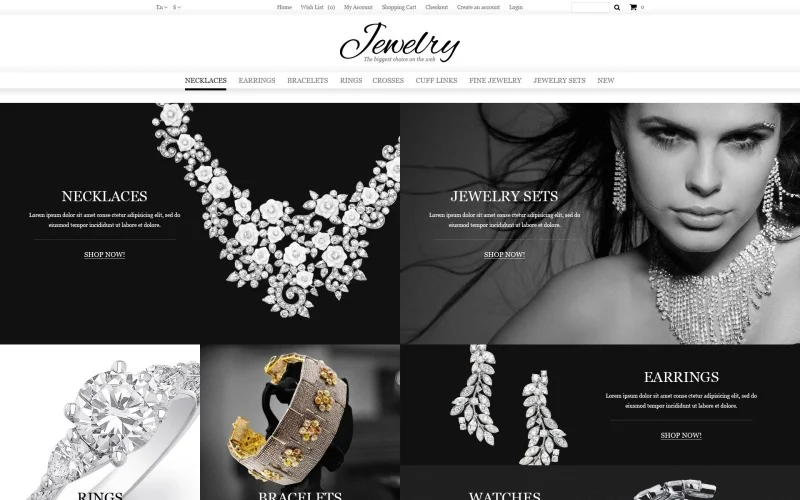 En
$
Home
Wish List (0)
My Account
Shopping Cart
Checkout
Create an account
Login
0
Jewelry
The biggest choice on the web
NECKLACES
EARRINGS
BRACELETS
RINGS
CROSSES
CUFF LINKS
FINE JEWELRY
JEWELRY SETS
NEW
NECKLACES
Lorem ipsum dolor sit amet conse ctetur adipisicing elit, sed do
eiusmod tempor incididunt ut labore et dolore.
SHOP NOW!
JEWELRY SETS
Lorem ipsum dolor sit amet conse ctetur adipisicing elit, sed do
eiusmod tempor incididunt ut labore et dolore.
SHOP NOW!
EARRINGS
Lorem ipsum dolor sit amet conse ctetur adipisicing elit, sed do
eiusmod tempor incididunt ut labore et dolore.
SHOP NOW!
RINGS
BRACELETS
WATCHES